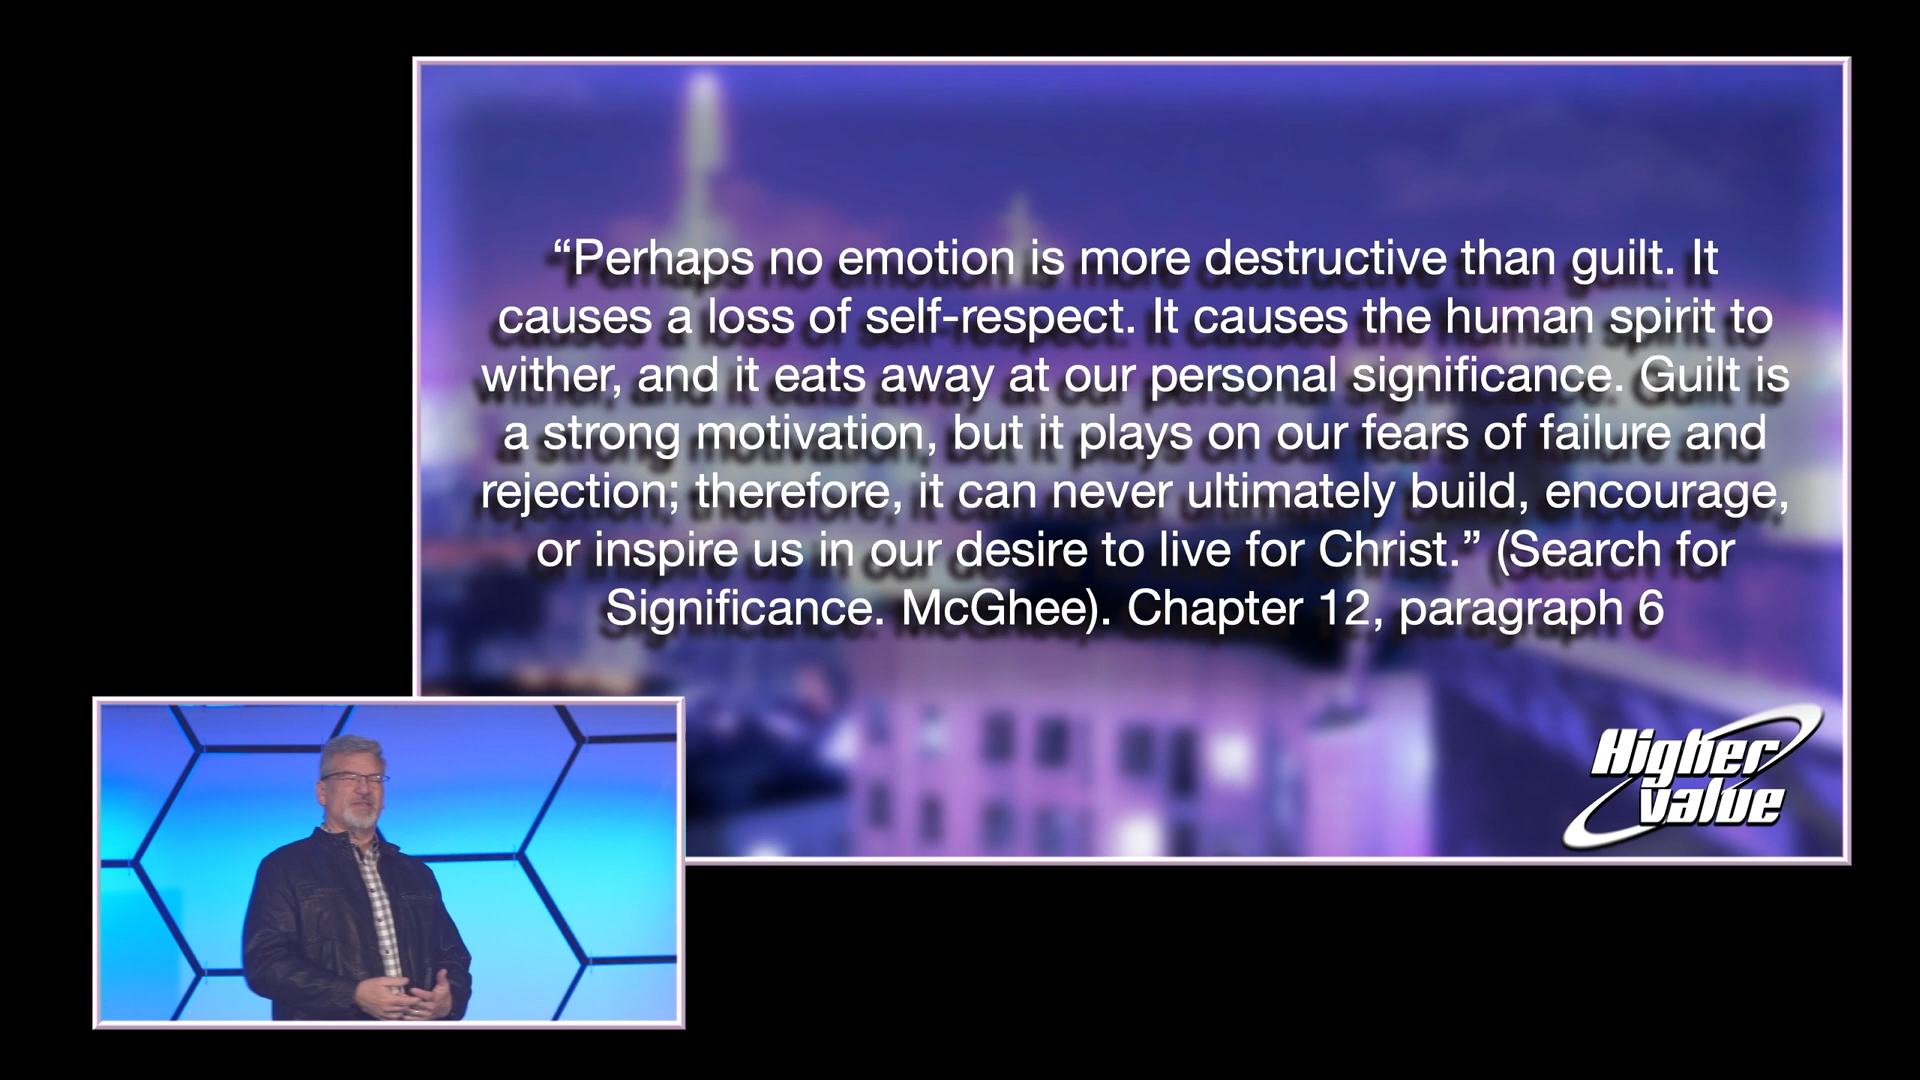 “Perhaps no emotion is more destructive than guilt. It
causes a loss of self-respect. It causes the human spirit to
wither, and it eats away at our personal significance. Guilt is
a strong motivation, but it plays on our fears of failure and
rejection; therefore, it can never ultimately build, encourage,
or inspire us in our desire to live for Christ.” (Search for
Significance. McGhee). Chapter 12, paragraph 6
Higher
Value